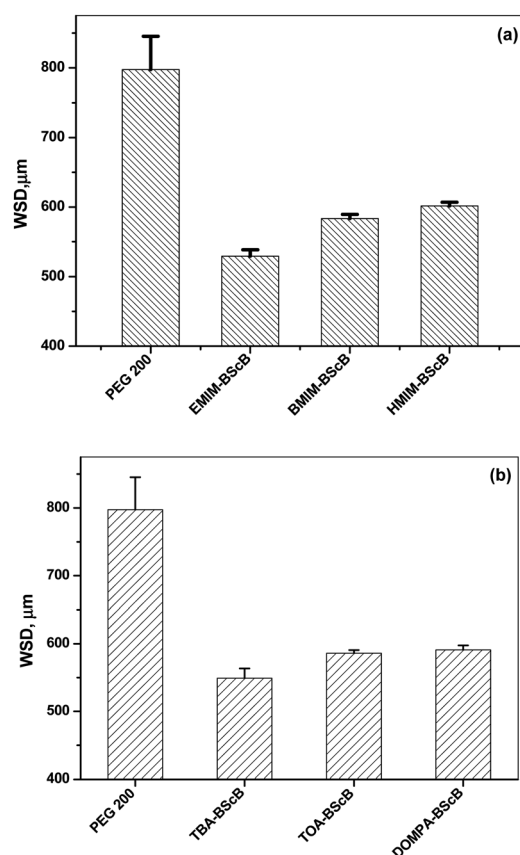 (a)
800
700
600
500
400
WSD,μm
PEG 200
EMIM-BScB
BMIM-BScB
HMIM-BScB
(b)
800
700
600
500
400
WSD, μm
PEG 200
TBA-BScB
TOA-BScB
DOMPA-BScB